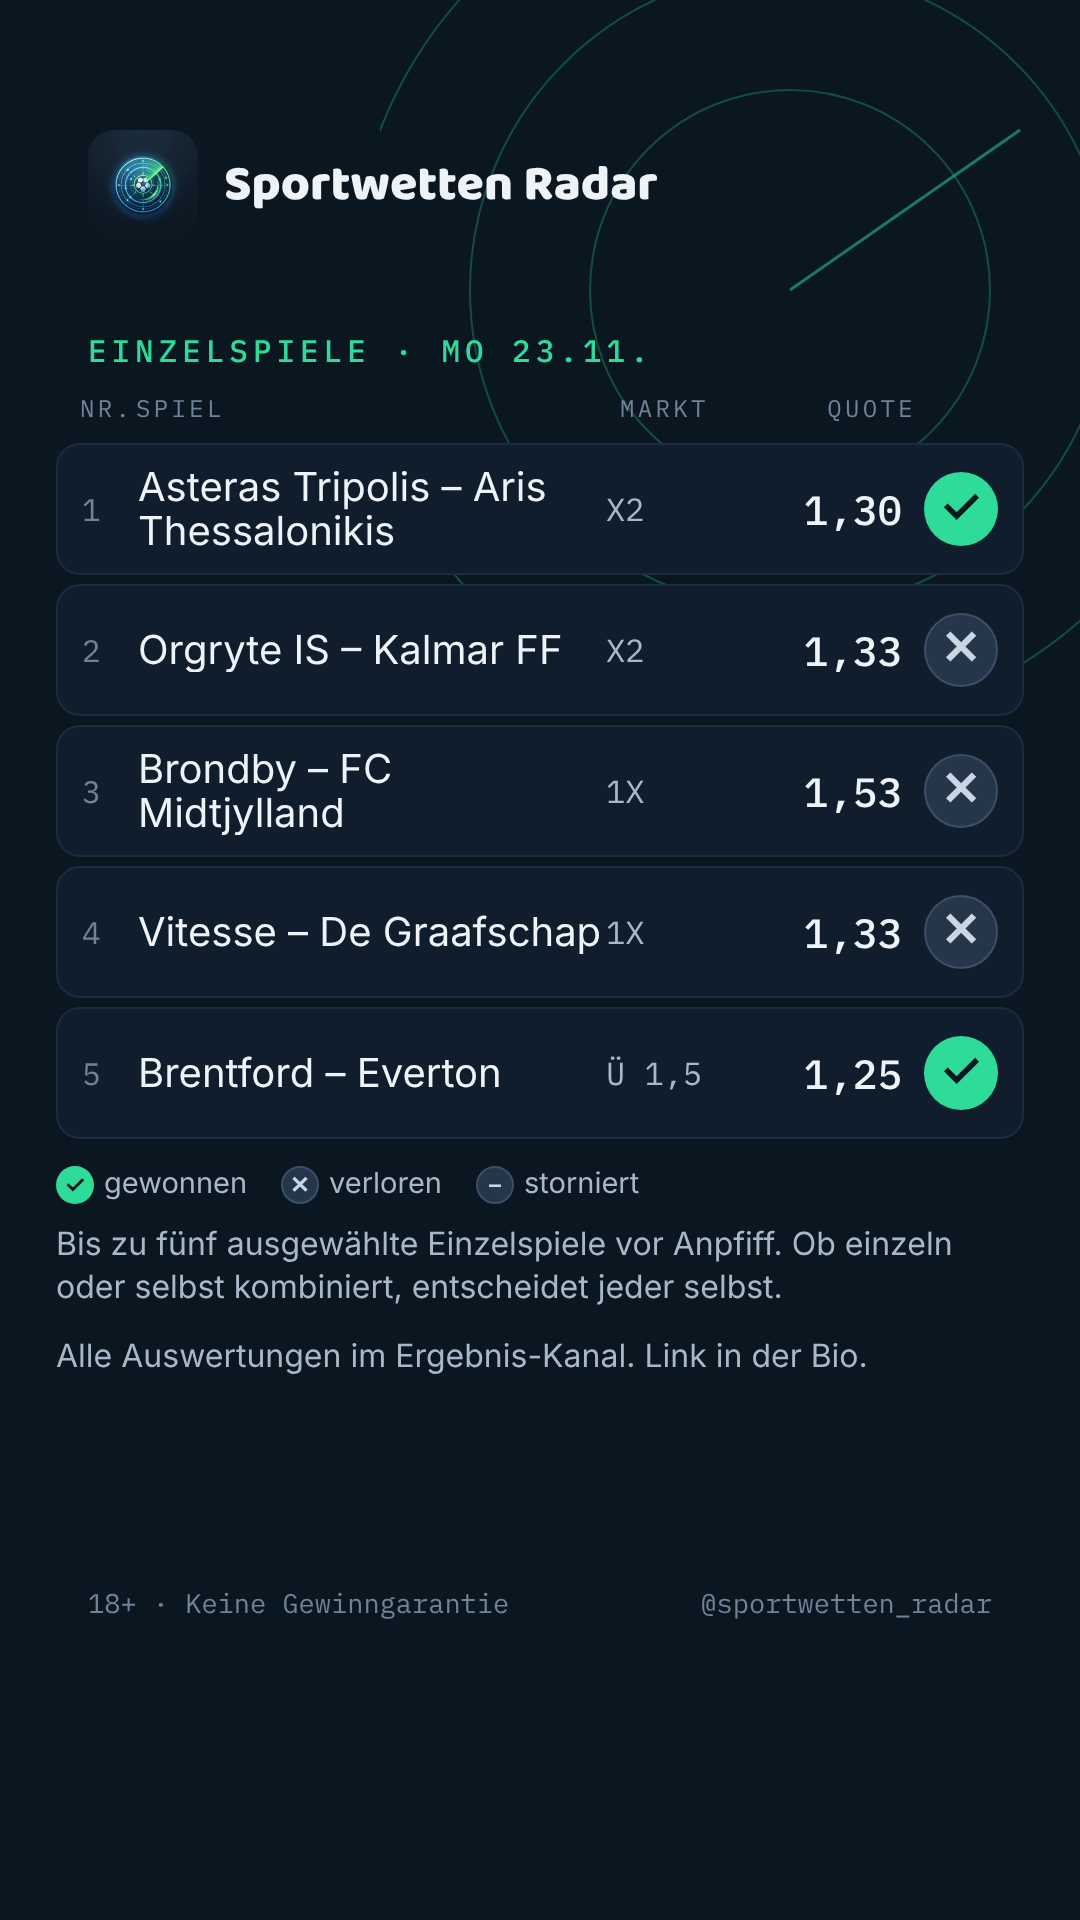 Sportwetten Radar
EINZELSPIELE · MO 23.11.
NR. SPIEL MARKT QUOTE
1 Asteras Tripolis – Aris Thessalonikis X2 1,30
2 Orgryte IS – Kalmar FF X2 1,33
3 Brondby – FC Midtjylland 1X 1,53
4 Vitesse – De Graafschap 1X 1,33
5 Brentford – Everton Ü 1,5 1,25
gewonnen verloren storniert
Bis zu fünf ausgewählte Einzelspiele vor Anpfiff. Ob einzeln
oder selbst kombiniert, entscheidet jeder selbst.
Alle Auswertungen im Ergebnis-Kanal. Link in der Bio.
18+ · Keine Gewinngarantie @sportwetten_radar